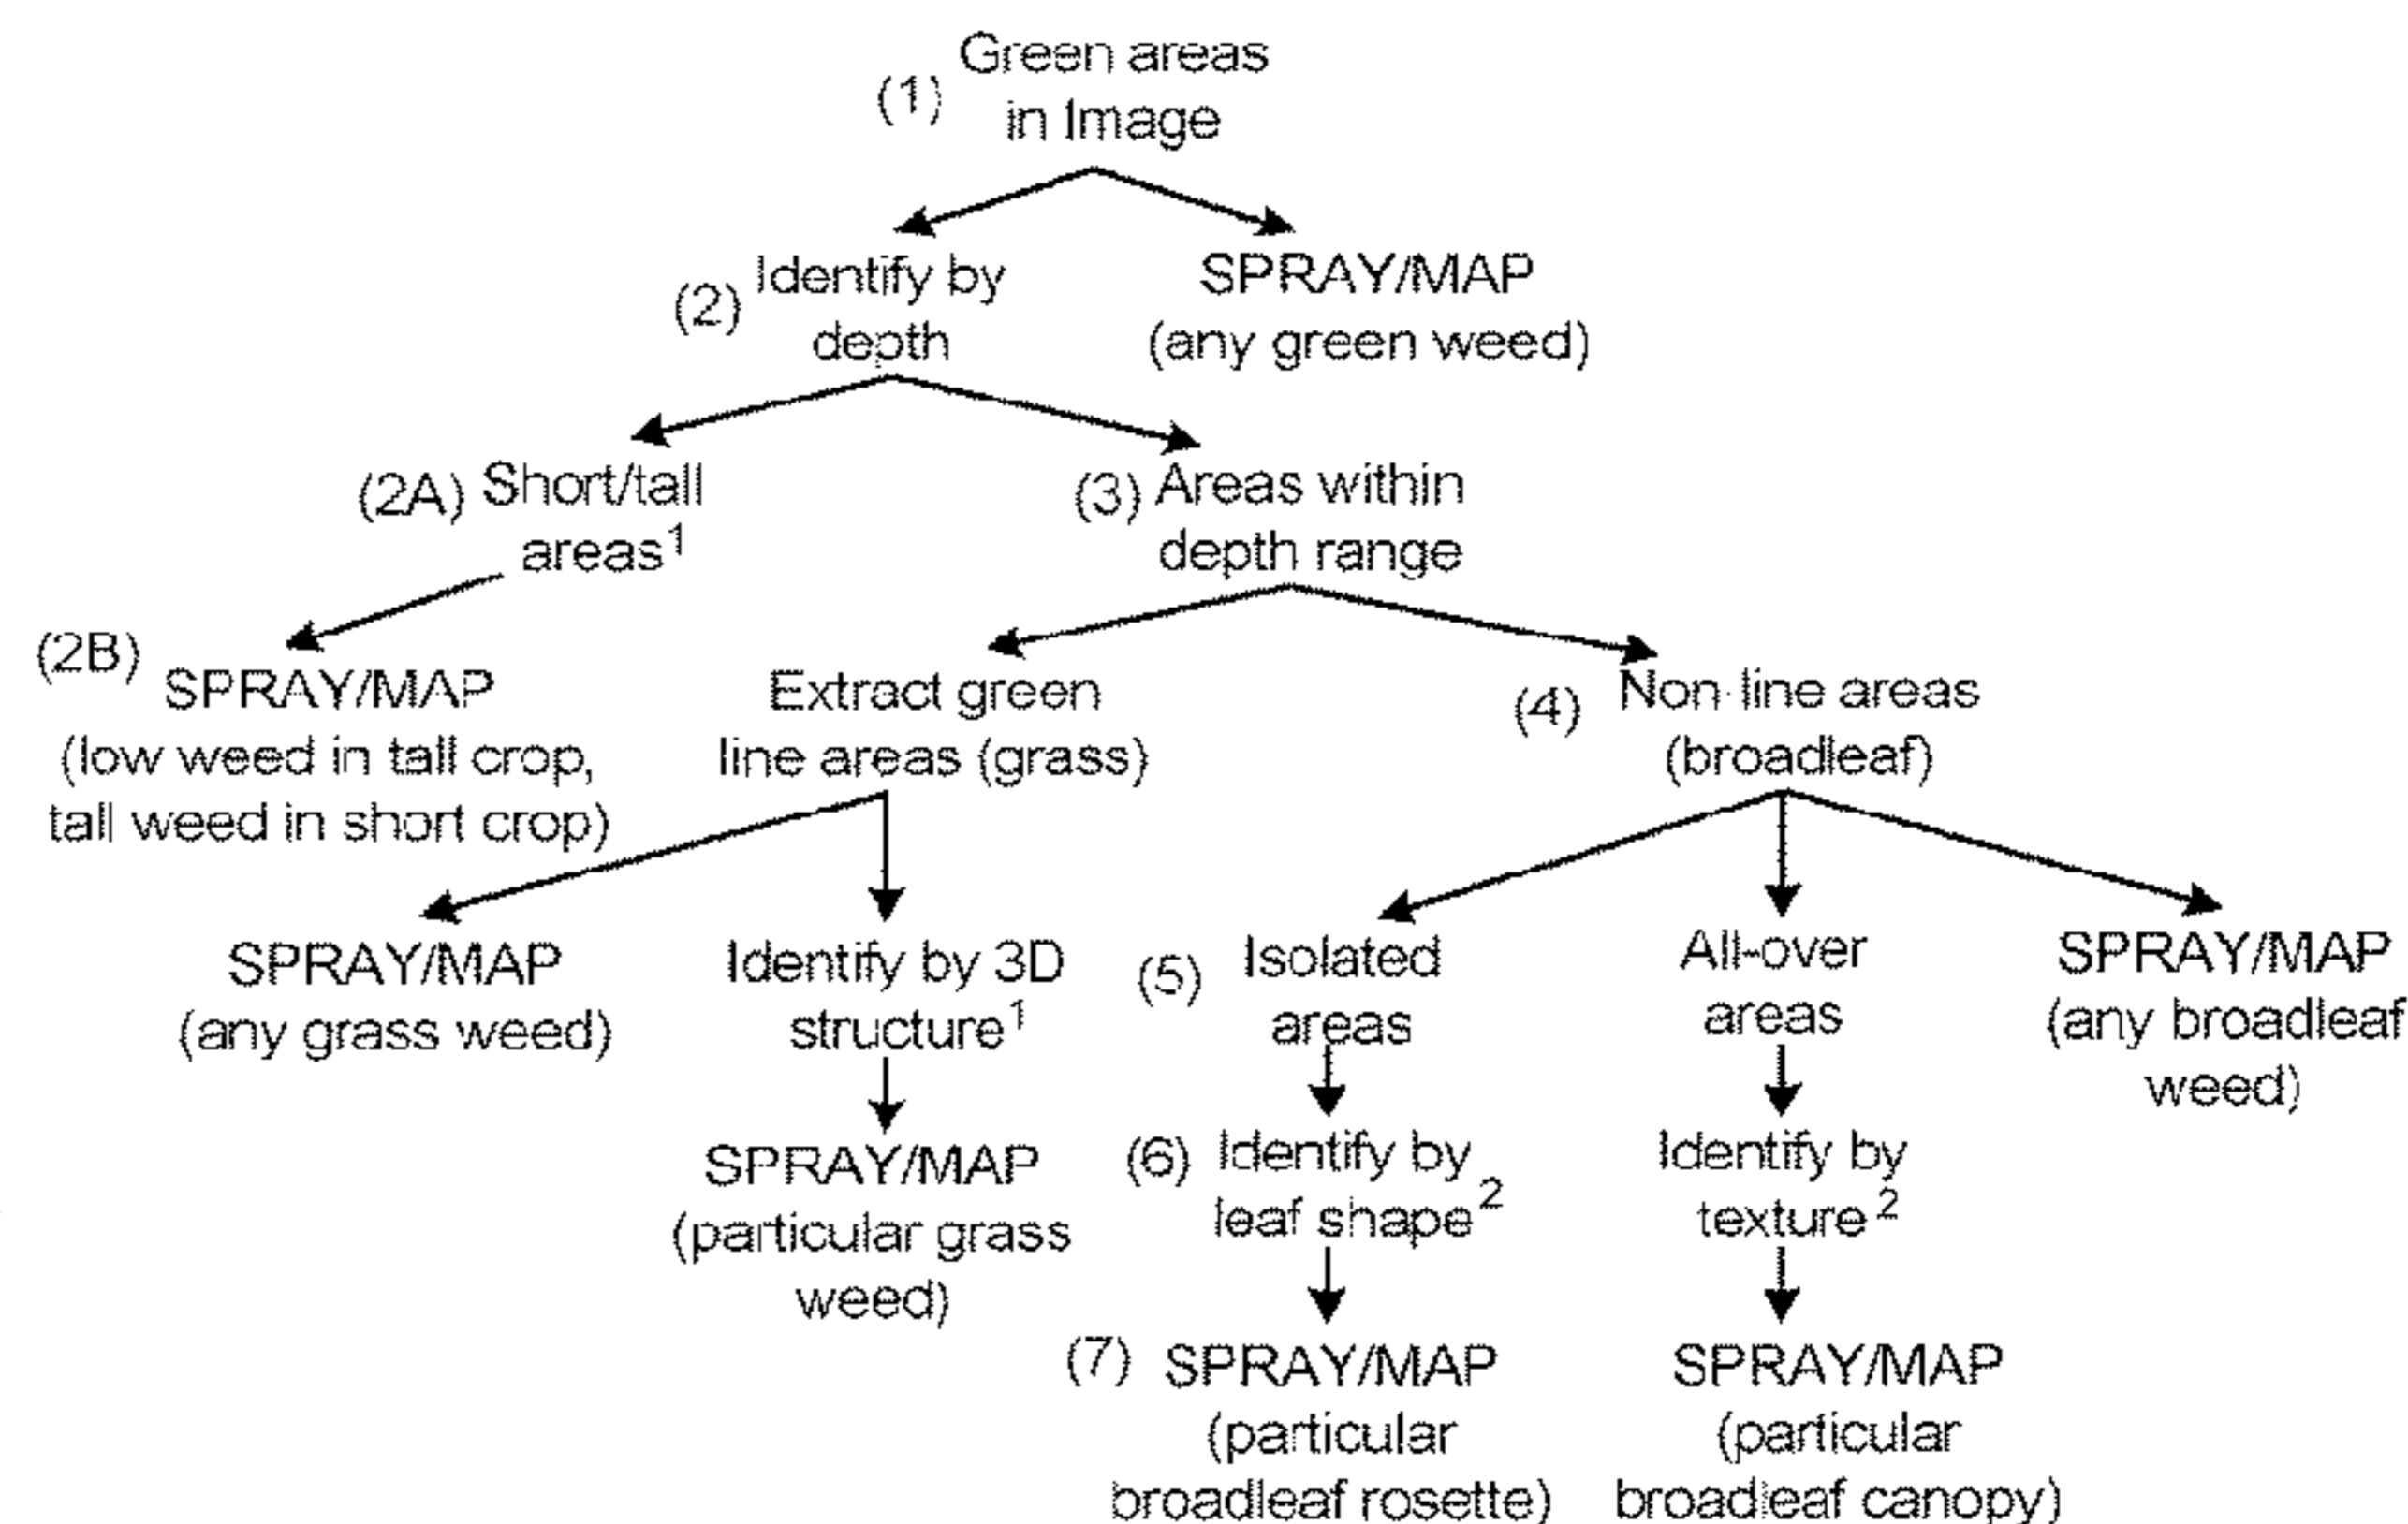 (1) Green areas
in Image
(2) Identify by
depth
SPRAY/MAP
(any green weed)
(2A) Short/tall
areas¹
(3) Areas within
depth range
(2B) SPRAY/MAP
(low weed in tall crop,
tall weed in short crop)
Extract green
line areas (grass)
(4) Non-line areas
(broadleaf)
SPRAY/MAP
(any grass weed)
Identify by 3D
structure¹
(5) Isolated
areas
All-over
areas
SPRAY/MAP
(any broadleaf
weed)
SPRAY/MAP
(particular grass
weed)
(6) Identify by
leaf shape²
Identify by
texture²
(7) SPRAY/MAP
(particular
broadleaf rosette)
SPRAY/MAP
(particular
broadleaf canopy)